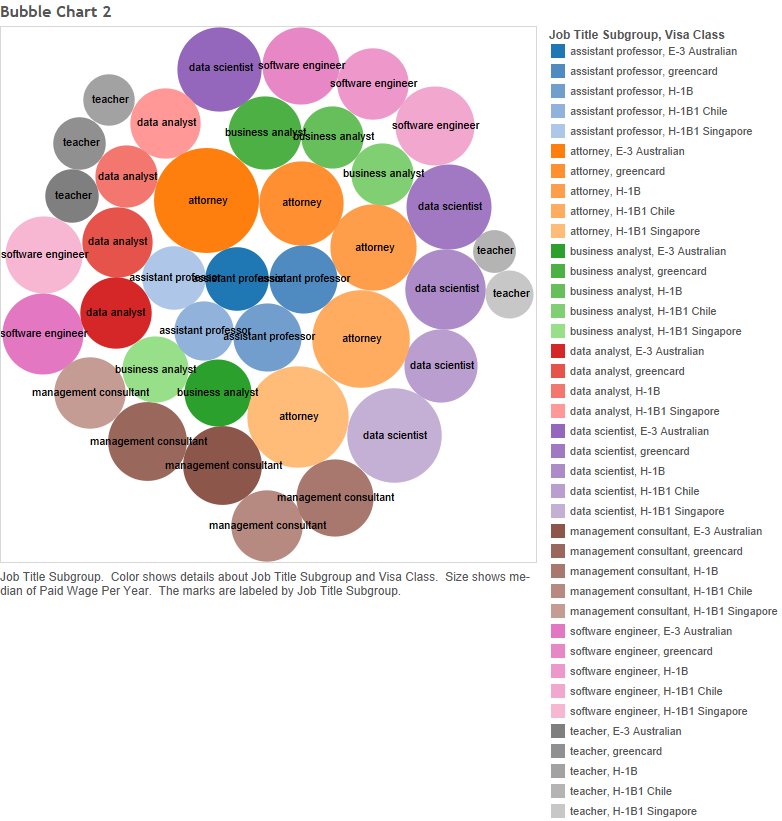 Bubble Chart 2
data scientist
software engineer
software engineer
teacher
data analyst
business analyst
business analyst
software engineer
teacher
data analyst
business analyst
teacher
attorney
attorney
data scientist
software engineer
data analyst
attorney
teacher
assistant professor
assistant professor
assistant professor
data scientist
teacher
software engineer
data analyst
assistant professor
assistant professor
attorney
business analyst
data scientist
management consultant
business analyst
attorney
data scientist
management consultant
management consultant
management consultant
management consultant
Job Title Subgroup, Visa Class
assistant professor, E-3 Australian
assistant professor, greencard
assistant professor, H-1B
assistant professor, H-1B1 Chile
assistant professor, H-1B1 Singapore
attorney, E-3 Australian
attorney, greencard
attorney, H-1B
attorney, H-1B1 Chile
attorney, H-1B1 Singapore
business analyst, E-3 Australian
business analyst, greencard
business analyst, H-1B
business analyst, H-1B1 Chile
business analyst, H-1B1 Singapore
data analyst, E-3 Australian
data analyst, greencard
data analyst, H-1B
data analyst, H-1B1 Singapore
data scientist, E-3 Australian
data scientist, greencard
data scientist, H-1B
data scientist, H-1B1 Chile
data scientist, H-1B1 Singapore
management consultant, E-3 Australian
management consultant, greencard
management consultant, H-1B
management consultant, H-1B1 Chile
management consultant, H-1B1 Singapore
software engineer, E-3 Australian
software engineer, greencard
software engineer, H-1B
software engineer, H-1B1 Chile
software engineer, H-1B1 Singapore
teacher, E-3 Australian
teacher, greencard
teacher, H-1B
teacher, H-1B1 Chile
teacher, H-1B1 Singapore
Job Title Subgroup.  Color shows details about Job Title Subgroup and Visa Class.  Size shows me-
dian of Paid Wage Per Year.  The marks are labeled by Job Title Subgroup.